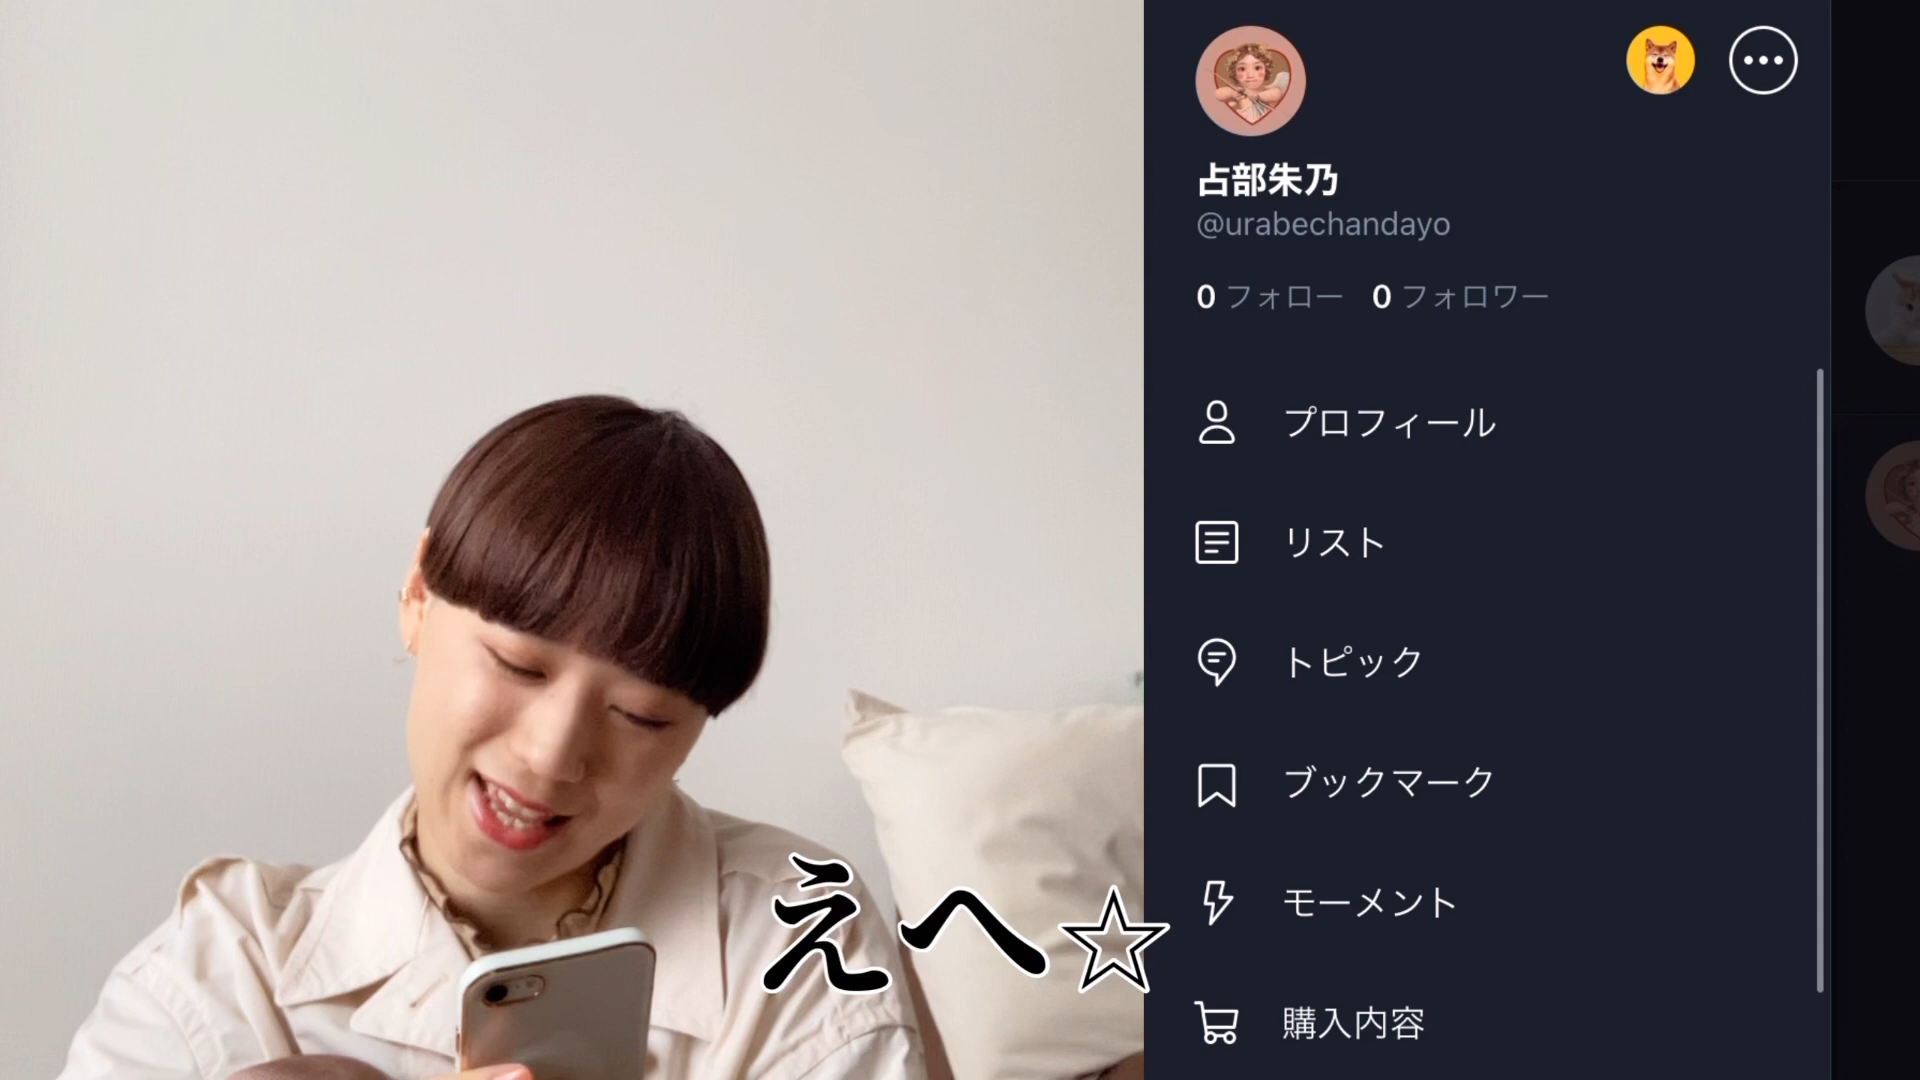 占部朱乃
@urabechandayo
0 フォロー 0 フォロワー
プロフィール
リスト
トピック
ブックマーク
モーメント
購入内容
えへ☆